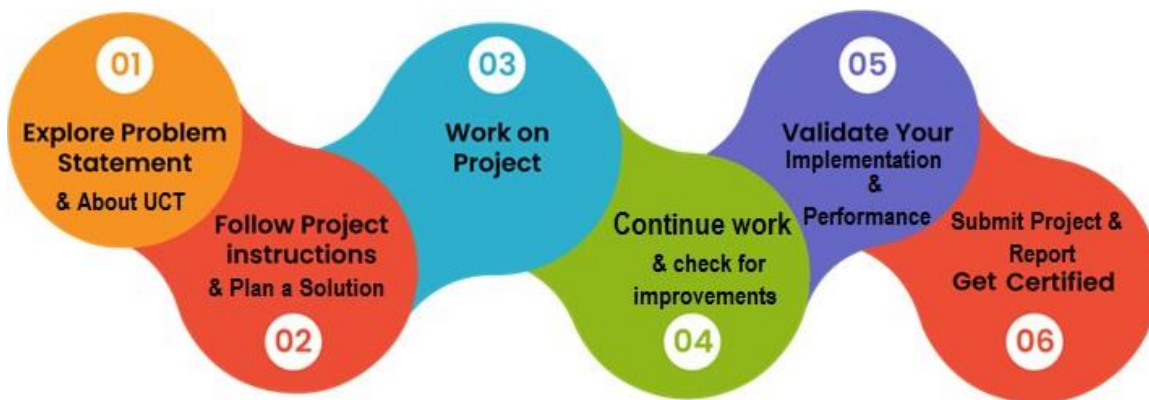 01
Explore Problem
Statement
& About UCT
Follow Project
instructions
& Plan a Solution
02
03
Work on
Project
Continue work
& check for
improvements
04
05
Validate Your
Implementation
&
Performance
Submit Project &
Report
Get Certified
06